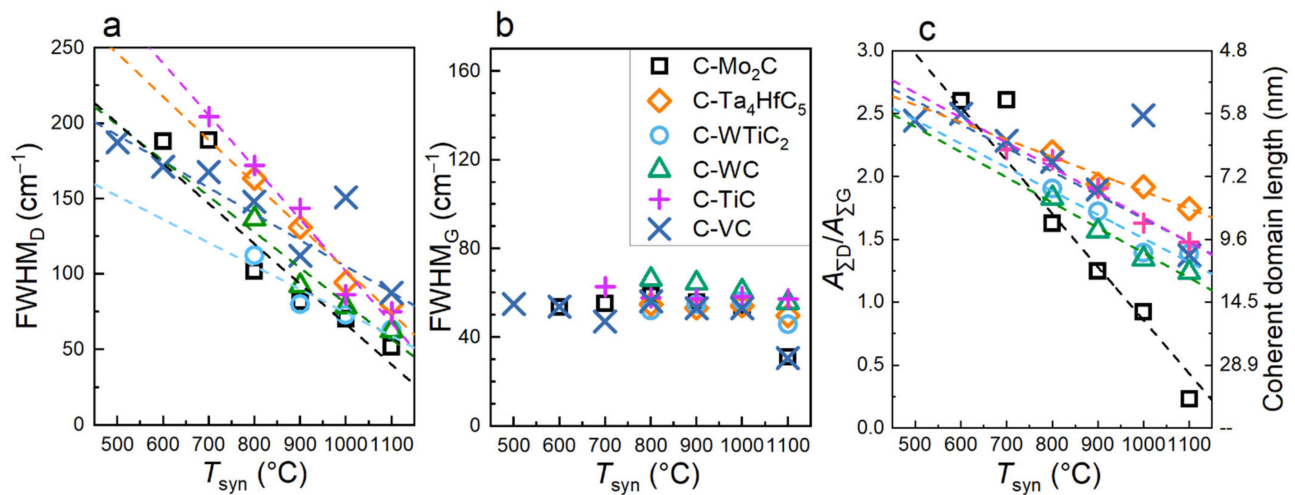 a
FWHM_D (cm⁻¹)
250
200
150
100
50
0
500 600 700 800 900 1000 1100
T_syn (°C)
b
FWHM_G (cm⁻¹)
160
120
80
40
0
C-Mo₂C
C-Ta₄HfC₅
C-WTiC₂
C-WC
C-TiC
C-VC
500 600 700 800 900 1000 1100
T_syn (°C)
c
A_ΣD/A_ΣG
3.0
2.5
2.0
1.5
1.0
0.5
0.0
4.8
5.8
7.2
9.6
14.5
28.9
--
Coherent domain length (nm)
500 600 700 800 900 1000 1100
T_syn (°C)